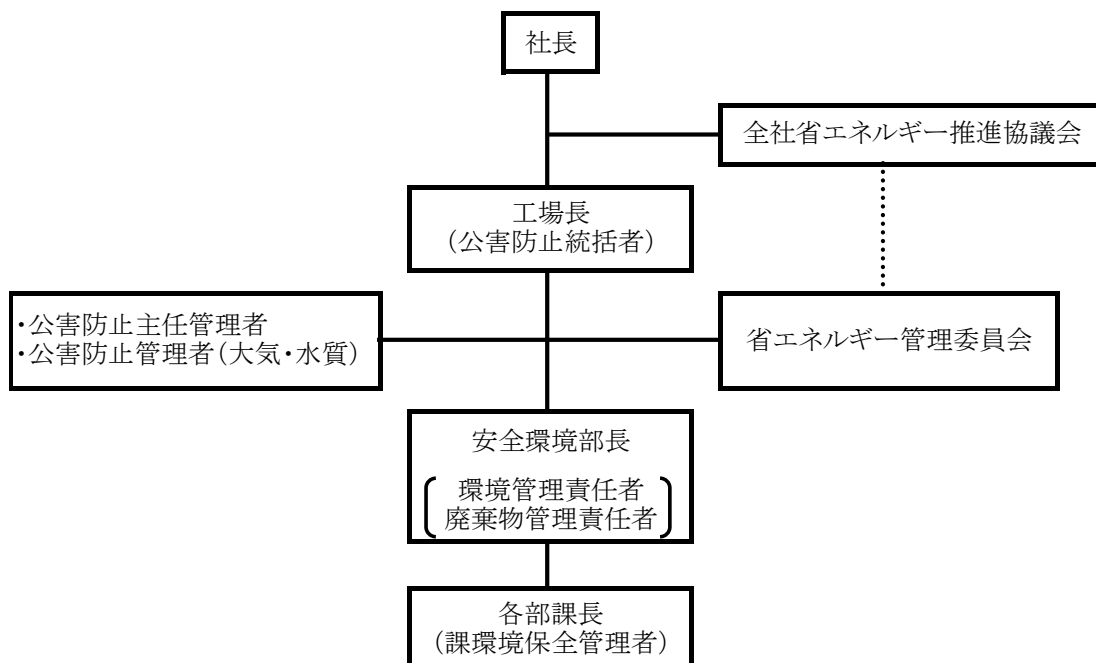 社長
全社省エネルギー推進協議会
工場長
(公害防止統括者)
・公害防止主任管理者
・公害防止管理者(大気・水質)
省エネルギー管理委員会
安全環境部長
環境管理責任者
廃棄物管理責任者
各部課長
(課環境保全管理者)